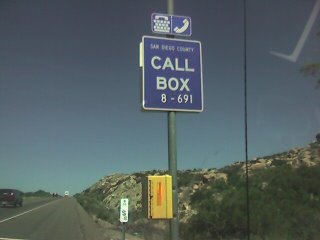 SAN DIEGO COUNTY
CALL
BOX
8 - 691